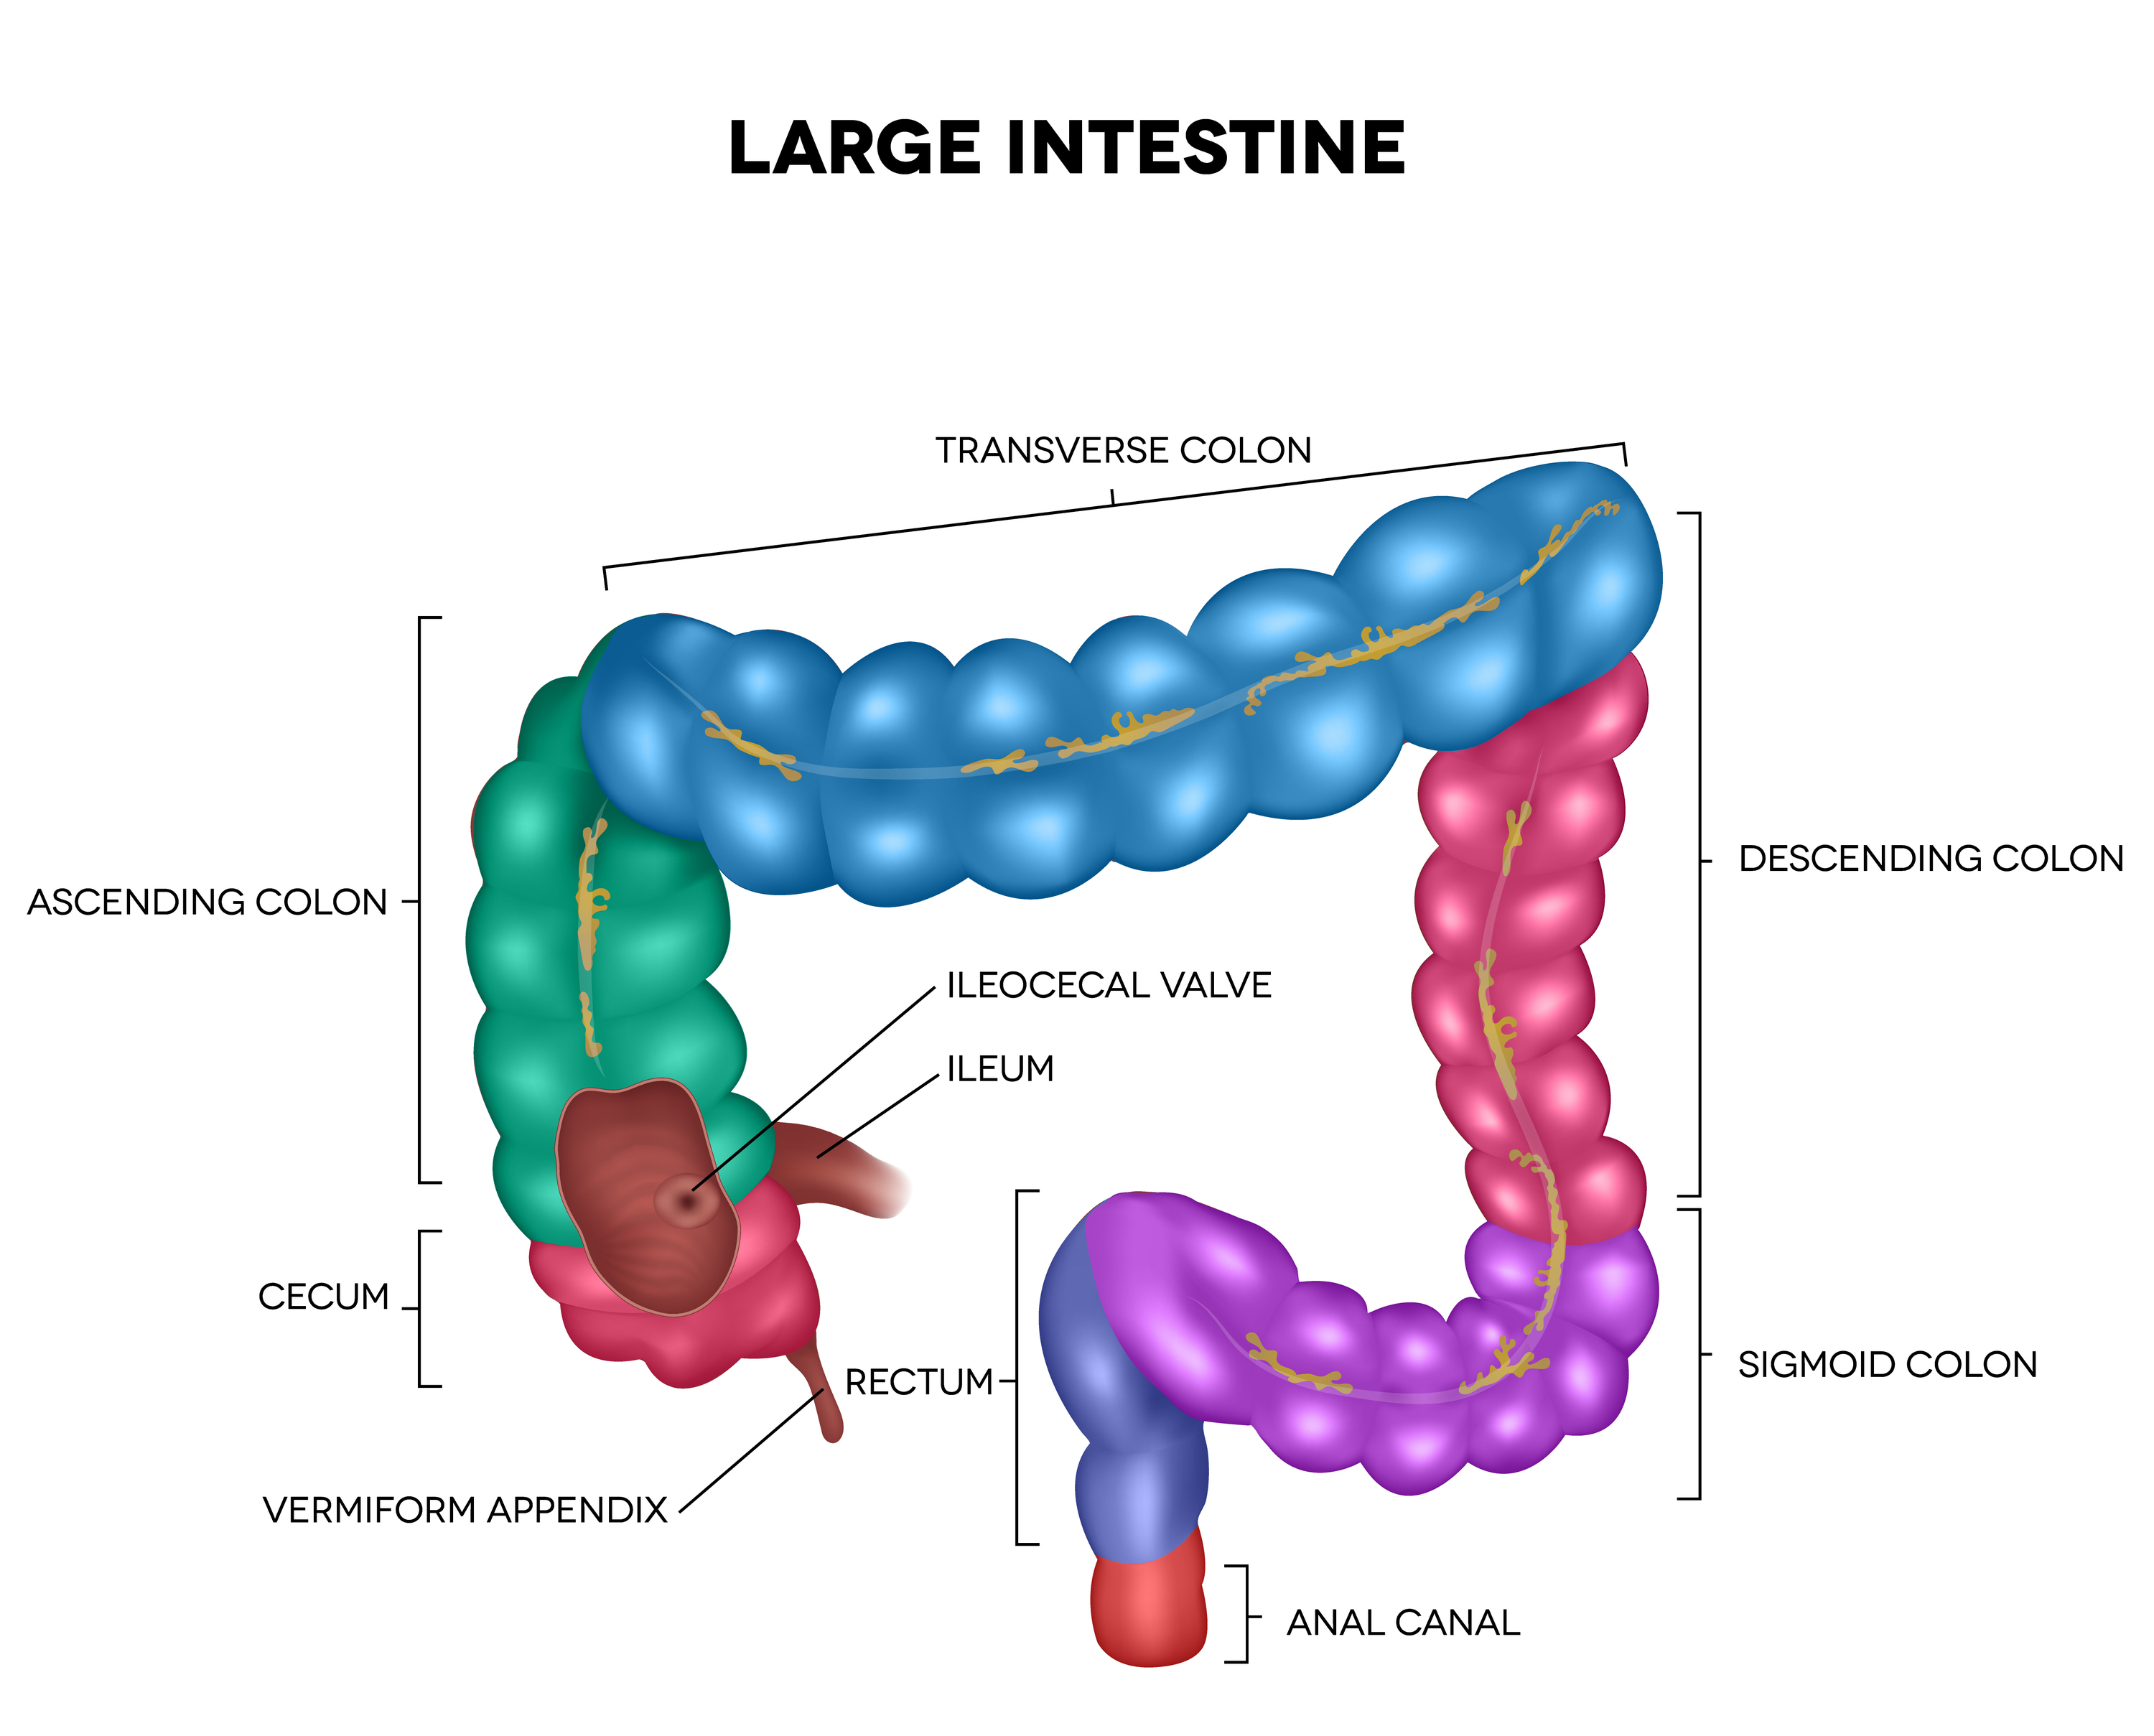 LARGE INTESTINE
TRANSVERSE COLON
DESCENDING COLON
ASCENDING COLON
ILEOCECAL VALVE
ILEUM
CECUM
RECTUM
SIGMOID COLON
VERMIFORM APPENDIX
ANAL CANAL